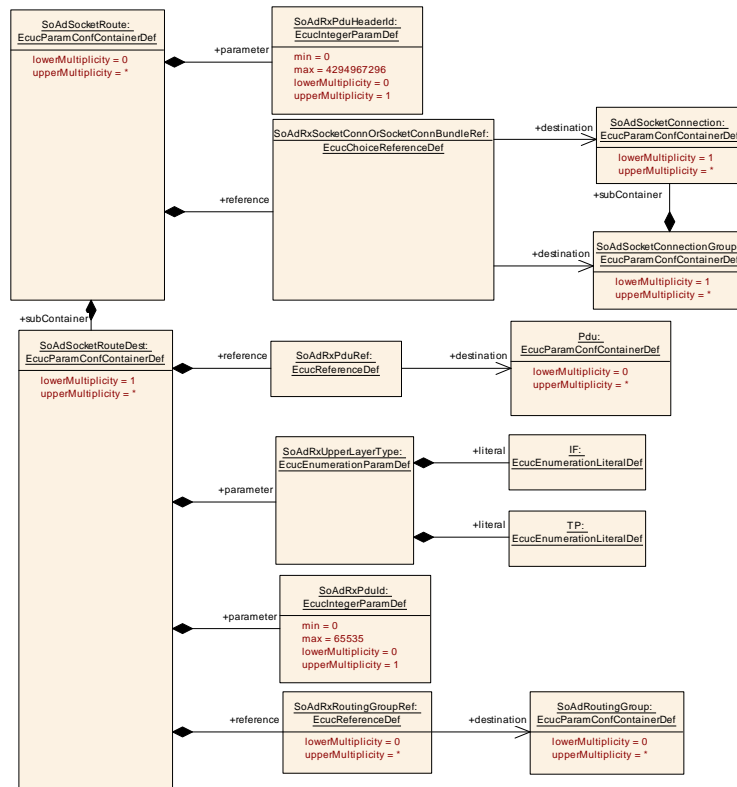 SoAdSocketRoute:
EcucParamConfContainerDef
lowerMultiplicity = 0
upperMultiplicity = *
+parameter
SoAdRxPduHeaderId:
EcucIntegerParamDef
min = 0
max = 4294967296
lowerMultiplicity = 0
upperMultiplicity = 1
+reference
SoAdRxSocketConnOrSocketConnBundleRef:
EcucChoiceReferenceDef
+destination
SoAdSocketConnection:
EcucParamConfContainerDef
lowerMultiplicity = 1
upperMultiplicity = *
+subContainer
+destination
SoAdSocketConnectionGroup:
EcucParamConfContainerDef
lowerMultiplicity = 1
upperMultiplicity = *
+subContainer
SoAdSocketRouteDest:
EcucParamConfContainerDef
lowerMultiplicity = 1
upperMultiplicity = *
+reference
SoAdRxPduRef:
EcucReferenceDef
+destination
Pdu:
EcucParamConfContainerDef
lowerMultiplicity = 0
upperMultiplicity = *
+parameter
SoAdRxUpperLayerType:
EcucEnumerationParamDef
+literal
IF:
EcucEnumerationLiteralDef
+literal
TP:
EcucEnumerationLiteralDef
+parameter
SoAdRxPduId:
EcucIntegerParamDef
min = 0
max = 65535
lowerMultiplicity = 0
upperMultiplicity = 1
+reference
SoAdRxRoutingGroupRef:
EcucReferenceDef
lowerMultiplicity = 0
upperMultiplicity = *
+destination
SoAdRoutingGroup:
EcucParamConfContainerDef
lowerMultiplicity = 0
upperMultiplicity = *